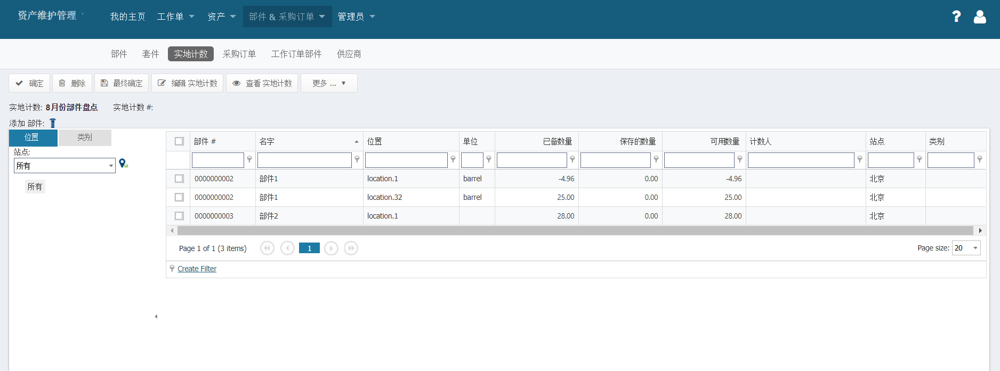 资产维护管理 我的主页 工作单 资产 部件 & 采购订单 管理员 ?
部件 套件 实地计数 采购订单 工作订单部件 供应商
确定 删除 最终确定 编辑 实地计数 查看 实地计数 更多 ...
实地计数: 8月份部件盘点 实地计数 #:
添加 部件:
位置 类别
站点:
所有
所有
部件 # 名字 位置 单位 已备数量 保存的数量 可用数量 计数人 站点 类别
0000000002 部件1 location.1 barrel -4.96 0.00 -4.96 北京
0000000002 部件1 location.32 barrel 25.00 0.00 25.00 北京
0000000003 部件2 location.1 28.00 0.00 28.00 北京
Page 1 of 1 (3 items) 1 Page size: 20
Create Filter